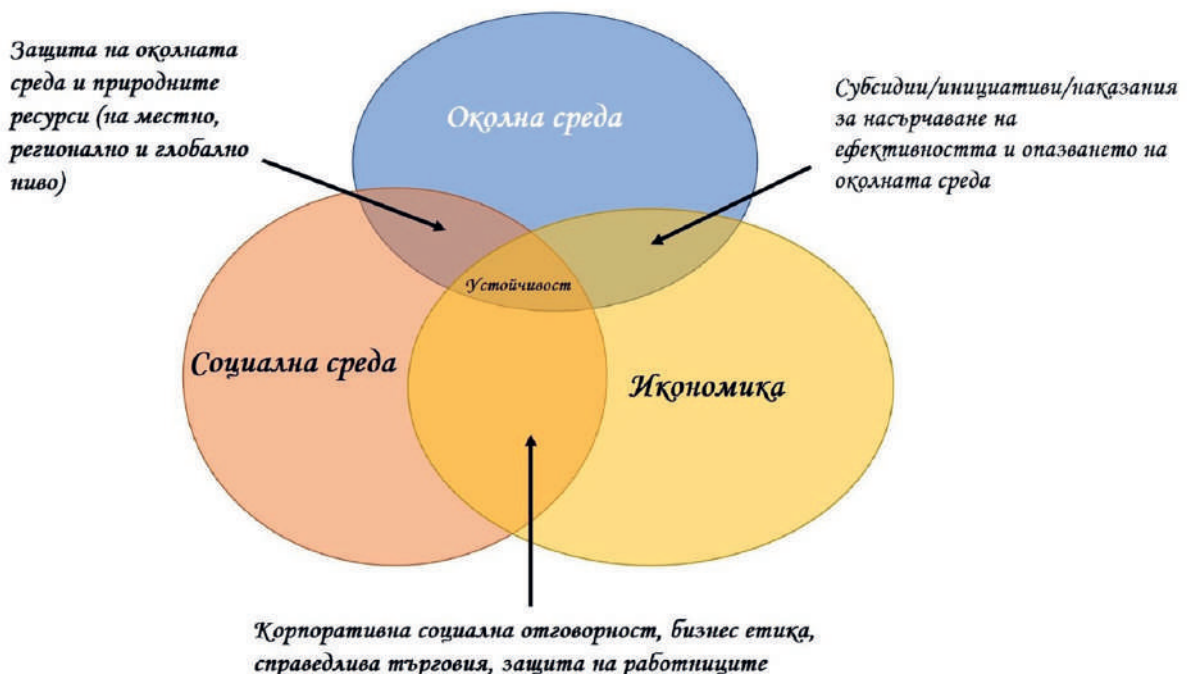 Защита на околната
среда и природните
ресурси (на местно,
регионално и глобално
ниво)
Околна среда
Субсидии/инициативи/наказания
за насърчаване на
ефективността и опазването на
околната среда
Устойчивост
Социална среда
Икономика
Корпоративна социална отговорност, бизнес етика,
справедлива търговия, защита на работниците